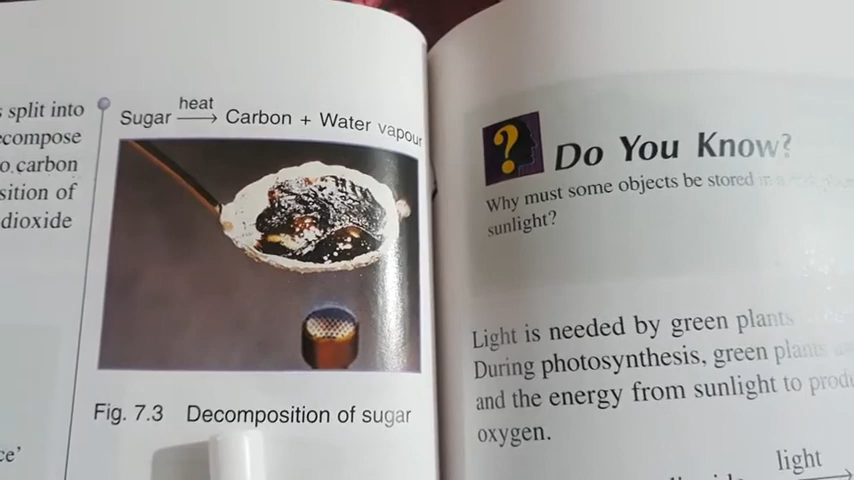 split into
compose
carbon
sition of
dioxide
ce'
heat
Sugar ⟶ Carbon + Water vapour
Fig. 7.3 Decomposition of sugar
?
Do You Know?
Why must some objects be stored
sunlight?
Light is needed by green plants
During photosynthesis, green plants
and the energy from sunlight to produ
oxygen.
light